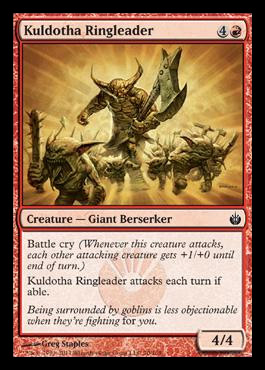 Kuldotha Ringleader 4
Creature — Giant Berserker
Battle cry (Whenever this creature attacks,
each other attacking creature gets +1/+0 until
end of turn.)
Kuldotha Ringleader attacks each turn if
able.
Being surrounded by goblins is less objectionable
when they're fighting for you.
4/4